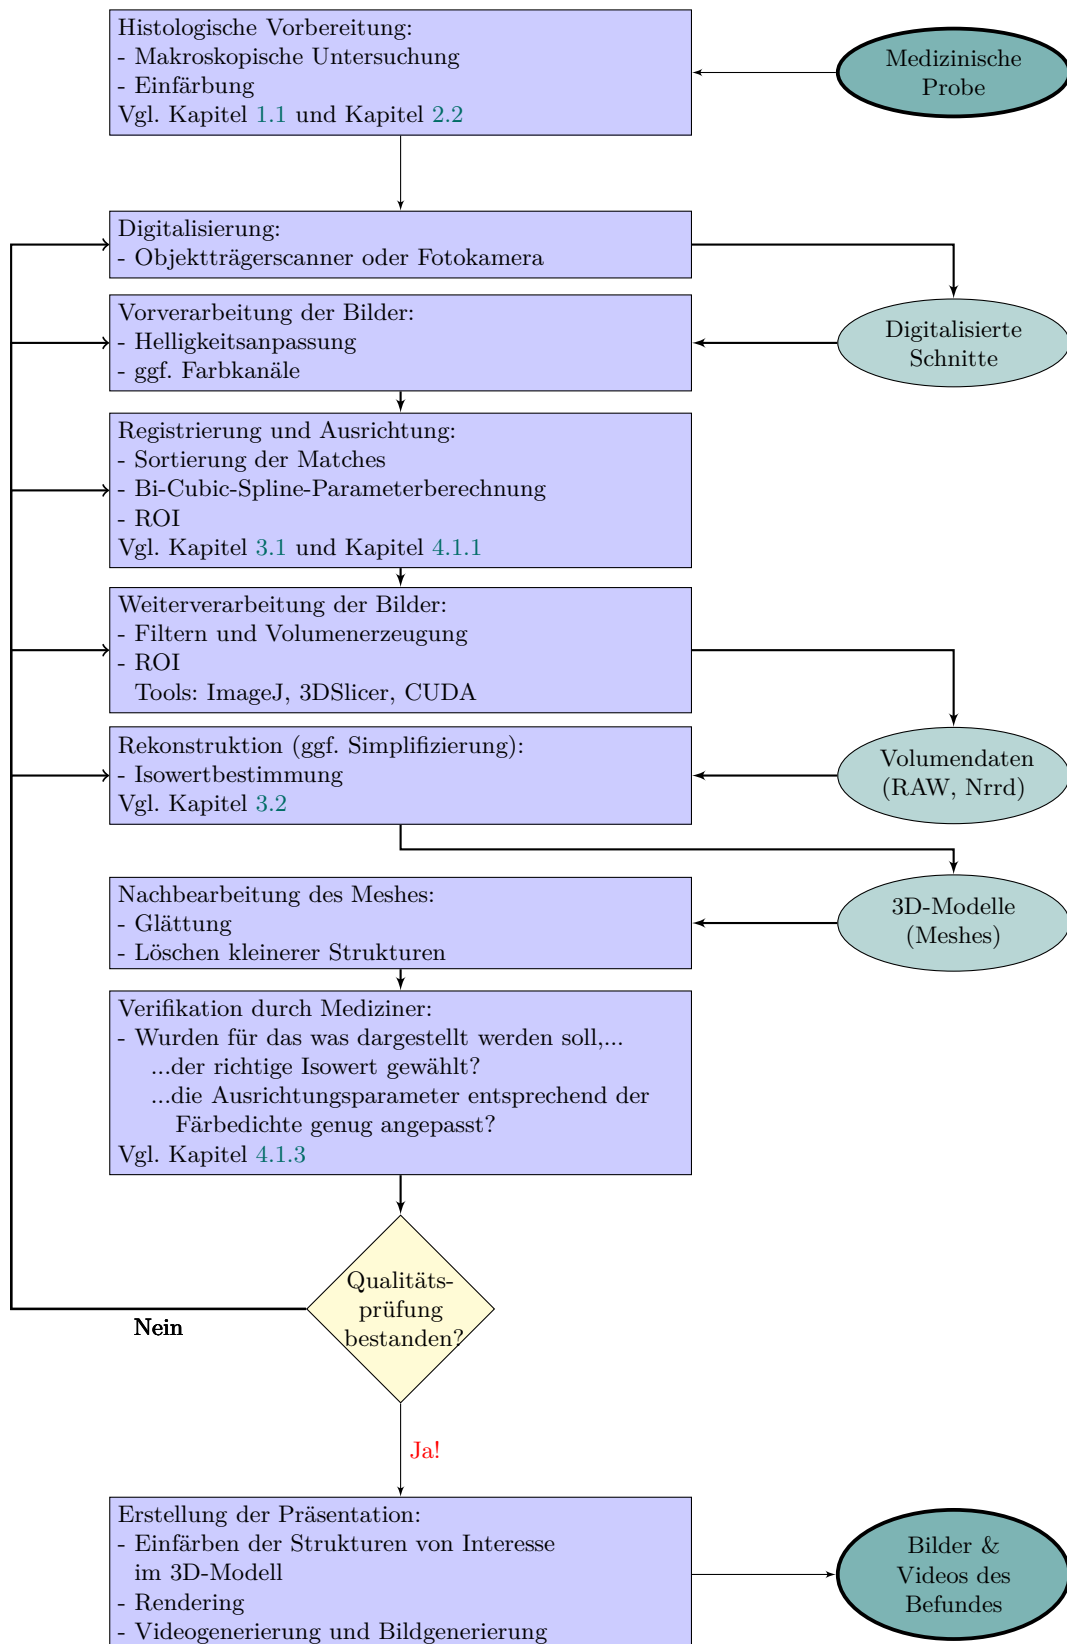 Histologische Vorbereitung:
- Makroskopische Untersuchung
- Einfärbung
Vgl. Kapitel 1.1 und Kapitel 2.2
Medizinische
Probe
Digitalisierung:
- Objektträgerscanner oder Fotokamera
Vorverarbeitung der Bilder:
- Helligkeitsanpassung
- ggf. Farbkanäle
Digitalisierte
Schnitte
Registrierung und Ausrichtung:
- Sortierung der Matches
- Bi-Cubic-Spline-Parameterberechnung
- ROI
Vgl. Kapitel 3.1 und Kapitel 4.1.1
Weiterverarbeitung der Bilder:
- Filtern und Volumenerzeugung
- ROI
Tools: ImageJ, 3DSlicer, CUDA
Rekonstruktion (ggf. Simplifizierung):
- Isowertbestimmung
Vgl. Kapitel 3.2
Volumendaten
(RAW, Nrrd)
Nachbearbeitung des Meshes:
- Glättung
- Löschen kleinerer Strukturen
3D-Modelle
(Meshes)
Verifikation durch Mediziner:
- Wurden für das was dargestellt werden soll,...
...der richtige Isowert gewählt?
...die Ausrichtungsparameter entsprechend der
Färbedichte genug angepasst?
Vgl. Kapitel 4.1.3
Qualitäts-
prüfung
bestanden?
Nein
Ja!
Erstellung der Präsentation:
- Einfärben der Strukturen von Interesse
im 3D-Modell
- Rendering
- Videogenerierung und Bildgenerierung
Bilder &
Videos des
Befundes